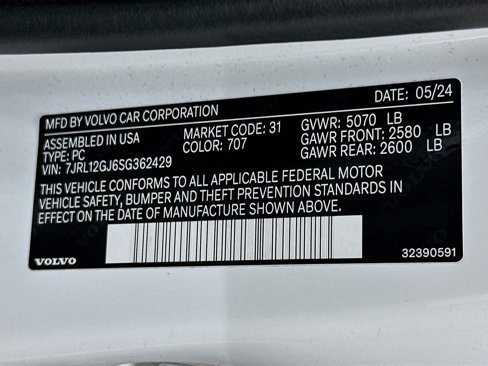 MFD BY VOLVO CAR CORPORATION DATE: 05/24
ASSEMBLED IN USA MARKET CODE: 31 GVWR: 5070 LB
TYPE: PC COLOR: 707 GAWR FRONT: 2580 LB
VIN: 7JRL12GJ6SG362429 GAWR REAR: 2600 LB
THIS VEHICLE CONFORMS TO ALL APPLICABLE FEDERAL MOTOR
VEHICLE SAFETY, BUMPER AND THEFT PREVENTION STANDARDS IN
EFFECT ON THE DATE OF MANUFACTURE SHOWN ABOVE.
VOLVO 32390591